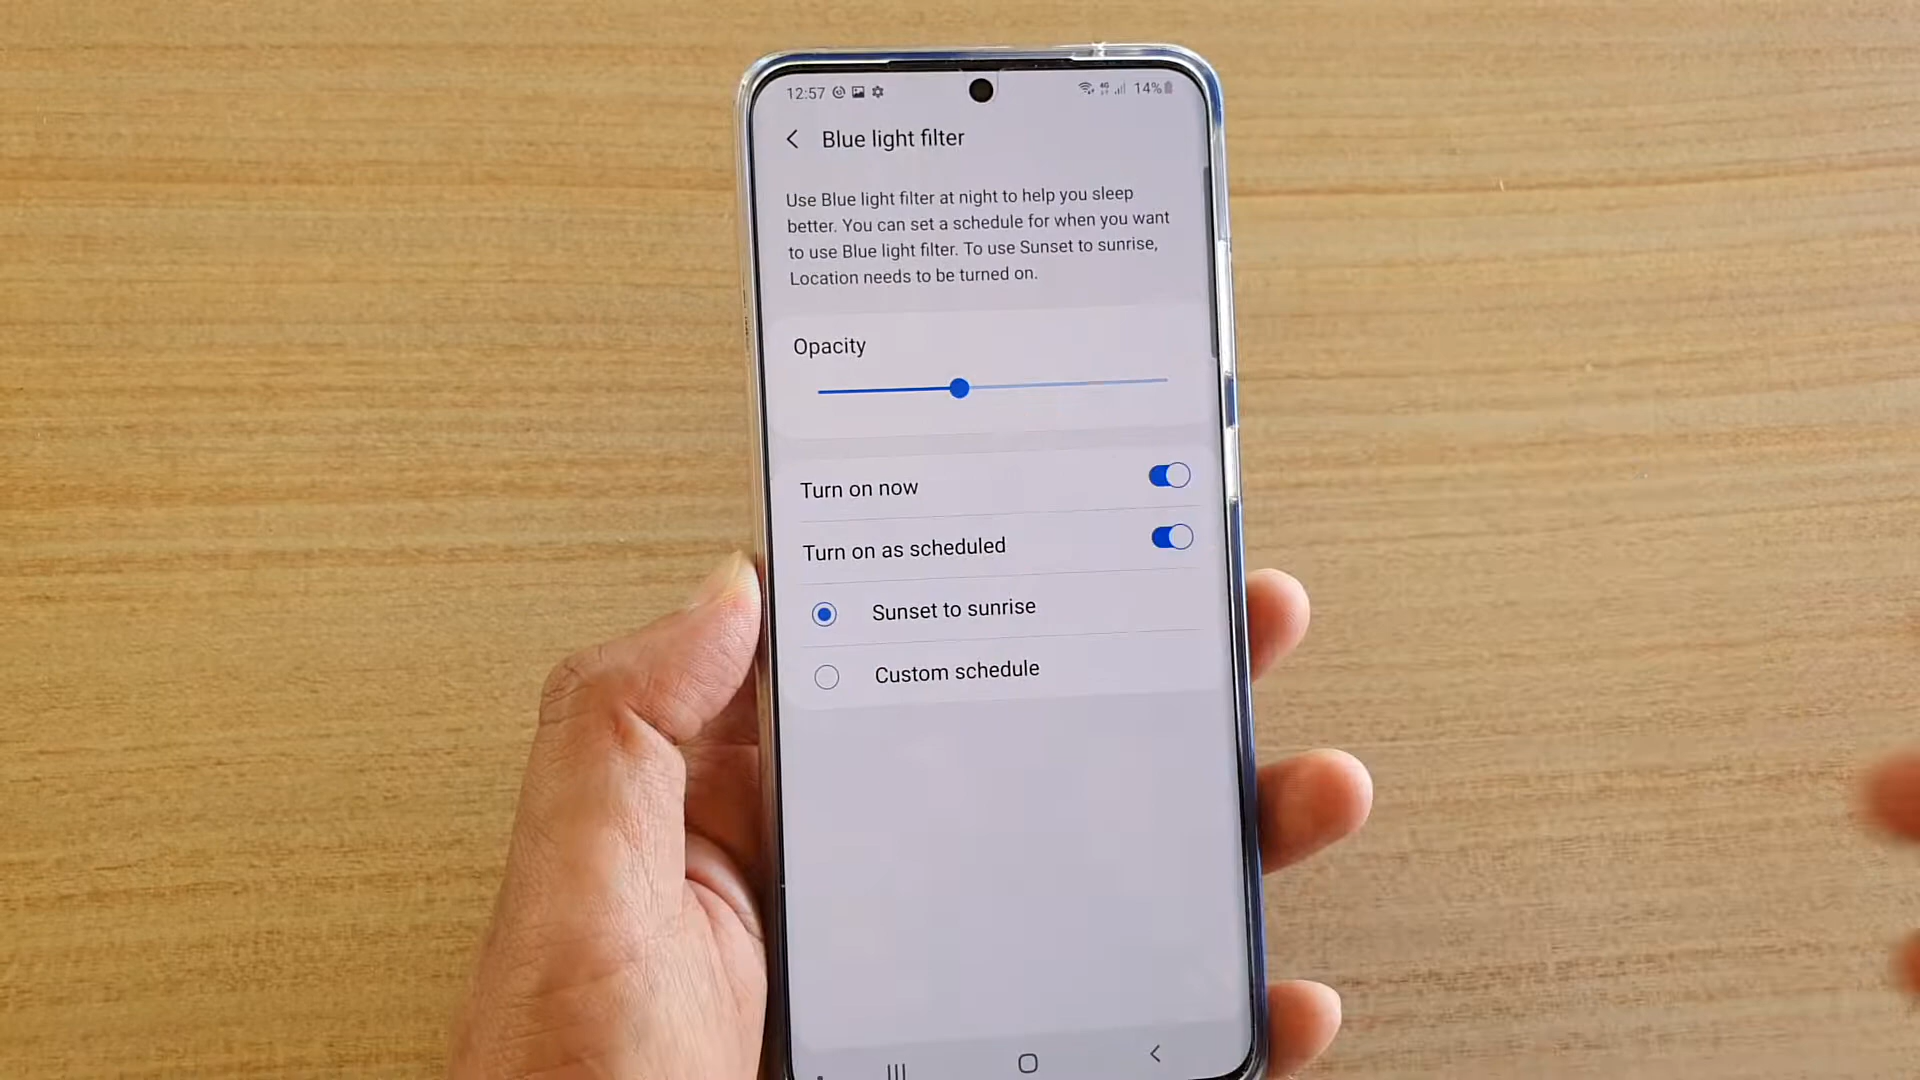 12:57 14%
Blue light filter
Use Blue light filter at night to help you sleep
better. You can set a schedule for when you want
to use Blue light filter. To use Sunset to sunrise,
Location needs to be turned on.
Opacity
Turn on now
Turn on as scheduled
Sunset to sunrise
Custom schedule